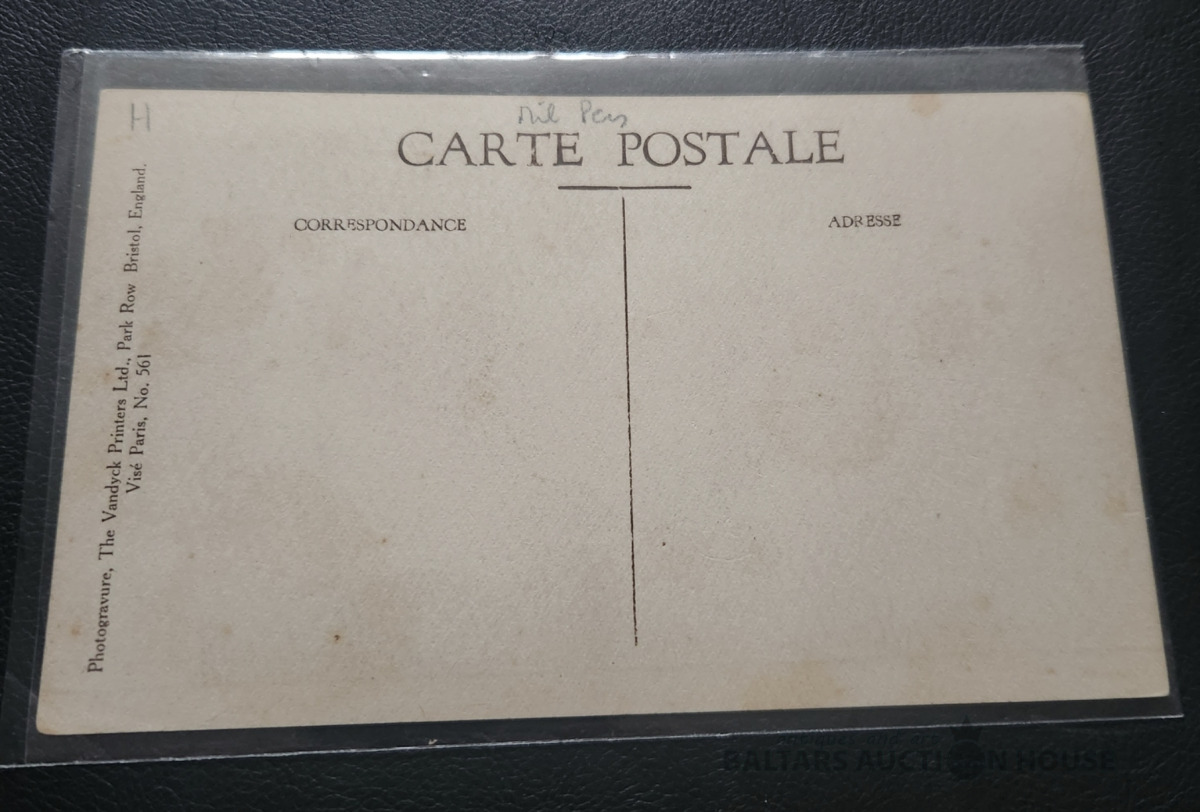 H
Mil Pers
CARTE POSTALE
CORRESPONDANCE
ADRESSE
Photogravure, The Vandyck Printers Ltd., Park Row Bristol, England.
Visé Paris, No. 561
BALTARS AUCTION HOUSE